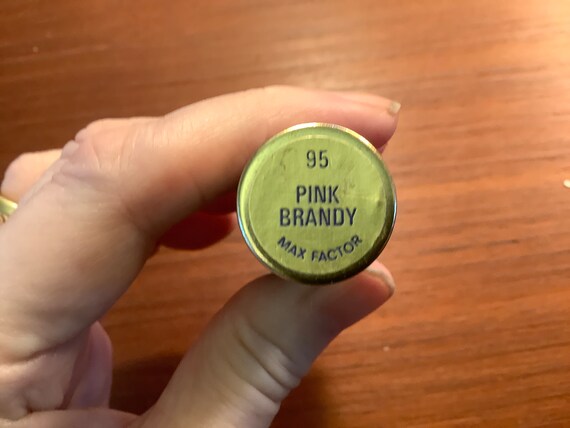 95
PINK
BRANDY
MAX FACTOR